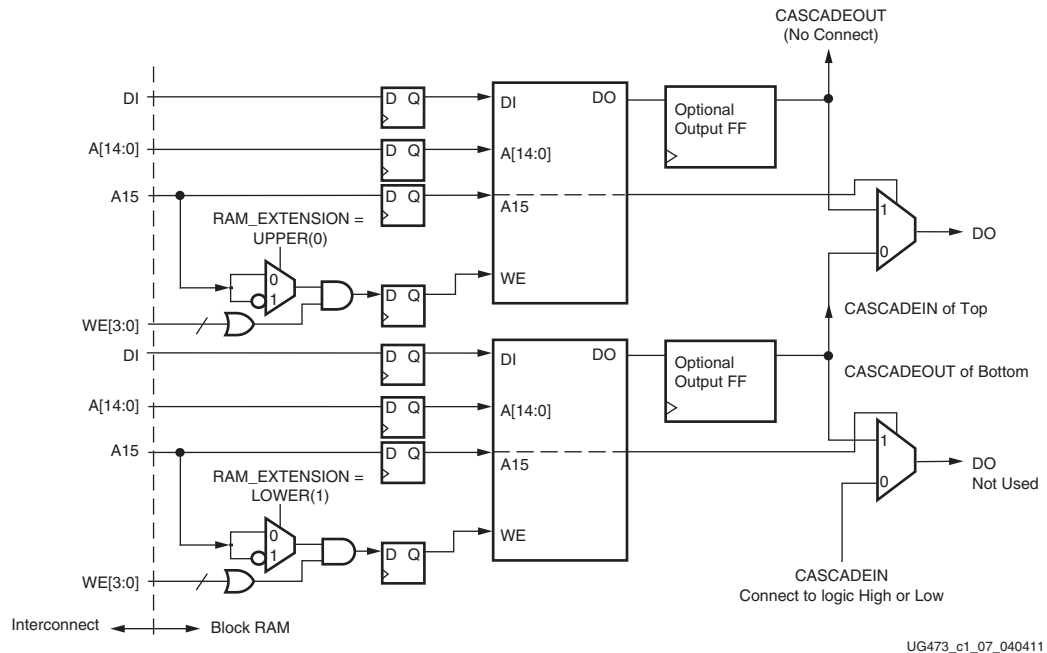 CASCADEOUT
(No Connect)
DI
D Q
DI
DO
Optional
Output FF
A[14:0]
D Q
A[14:0]
A15
D Q
A15
1
RAM_EXTENSION =
UPPER(0)
DO
0
0
1
D Q
WE
CASCADEIN of Top
WE[3:0]
DI
D Q
DI
DO
Optional
Output FF
CASCADEOUT of Bottom
A[14:0]
D Q
A[14:0]
A15
D Q
A15
1
RAM_EXTENSION =
LOWER(1)
DO
Not Used
0
0
1
D Q
WE
WE[3:0]
CASCADEIN
Connect to logic High or Low
Interconnect
Block RAM
UG473_c1_07_040411